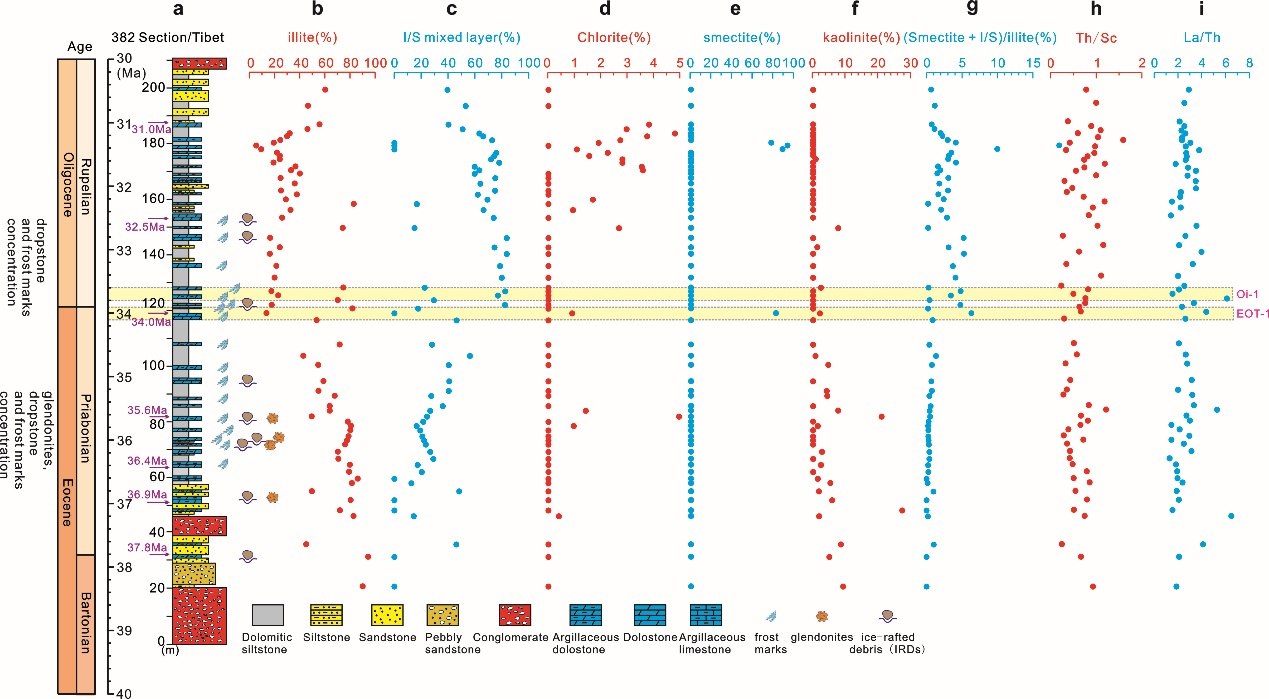 a b c d e f g h i
Age 382 Section/Tibet illite(%) I/S mixed layer(%) Chlorite(%) smectite(%) kaolinite(%) (Smectite + I/S)/illite(%) Th/Sc La/Th
0 20 40 60 80 100 0 20 40 60 80 100 0 1 2 3 4 5 0 20 40 60 80 100 0 10 20 30 0 5 10 15 0 1 2 0 2 4 6 8
30
(Ma)
200
31
31.0Ma
180
32
160
32.5Ma
33
140
120
34
34.0Ma
100
35
35.6Ma
80
36
36.4Ma
60
36.9Ma
37
40
37.8Ma
38
20
39
0
(m)
40
Oligocene
Rupelian
Eocene
Priabonian
Bartonian
dropstone
and frost marks
concentration
glendonites,
dropstone
and frost marks
concentration
Oi-1
EOT-1
Dolomitic
siltstone
Siltstone
Sandstone
Pebbly
sandstone
Conglomerate
Argillaceous
dolostone
Dolostone
Argillaceous
limestone
frost
marks
glendonites
ice-rafted
debris (IRDs)